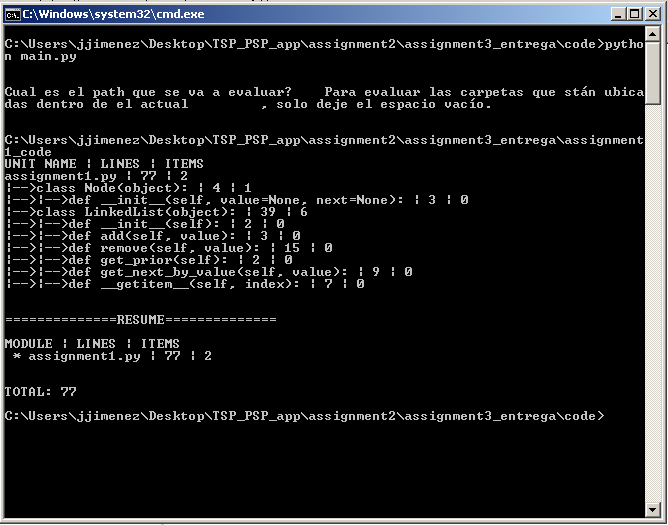 C:\Windows\system32\cmd.exe
C:\Users\jjimenez\Desktop\TSP_PSP_app\assignment2\assignment3_entrega\code>pytho
n main.py
Cual es el path que se va a evaluar?    Para evaluar las carpetas que stán ubica
das dentro de el actual         , solo deje el espacio vacío.
C:\Users\jjimenez\Desktop\TSP_PSP_app\assignment2\assignment3_entrega\assignment
1_code
UNIT NAME ¦ LINES ¦ ITEMS
assignment1.py ¦ 77 ¦ 2
¦-->class Node(object): ¦ 4 ¦ 1
¦-->¦-->def __init__(self, value=None, next=None): ¦ 3 ¦ 0
¦-->class LinkedList(object): ¦ 39 ¦ 6
¦-->¦-->def __init__(self): ¦ 2 ¦ 0
¦-->¦-->def add(self, value): ¦ 3 ¦ 0
¦-->¦-->def remove(self, value): ¦ 15 ¦ 0
¦-->¦-->def get_prior(self): ¦ 2 ¦ 0
¦-->¦-->def get_next_by_value(self, value): ¦ 9 ¦ 0
¦-->¦-->def __getitem__(self, index): ¦ 7 ¦ 0
==============RESUME==============
MODULE ¦ LINES ¦ ITEMS
 * assignment1.py ¦ 77 ¦ 2
TOTAL: 77
C:\Users\jjimenez\Desktop\TSP_PSP_app\assignment2\assignment3_entrega\code>